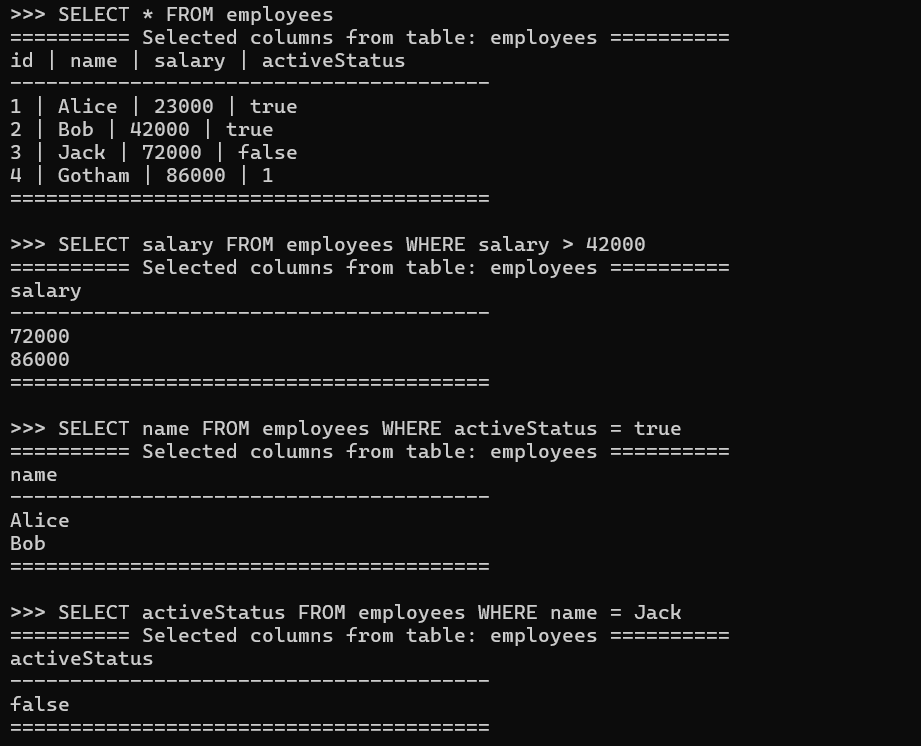 >>> SELECT * FROM employees
========== Selected columns from table: employees ==========
id | name | salary | activeStatus
----------------------------------------
1 | Alice | 23000 | true
2 | Bob | 42000 | true
3 | Jack | 72000 | false
4 | Gotham | 86000 | 1
========================================
>>> SELECT salary FROM employees WHERE salary > 42000
========== Selected columns from table: employees ==========
salary
----------------------------------------
72000
86000
========================================
>>> SELECT name FROM employees WHERE activeStatus = true
========== Selected columns from table: employees ==========
name
----------------------------------------
Alice
Bob
========================================
>>> SELECT activeStatus FROM employees WHERE name = Jack
========== Selected columns from table: employees ==========
activeStatus
----------------------------------------
false
========================================